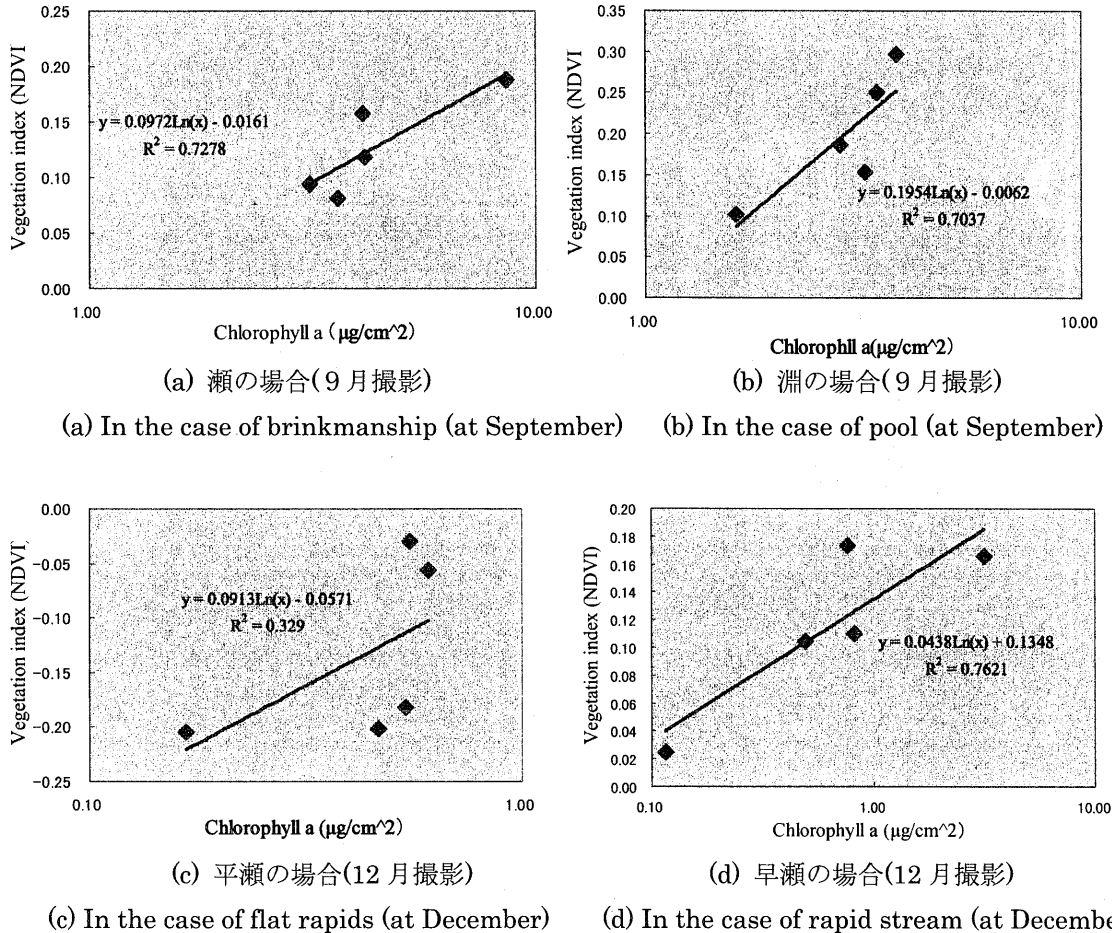 0.25
0.20
0.15
0.10
0.05
0.00
Vegetation index (NDVI
y = 0.0972Ln(x) - 0.0161
R² = 0.7278
1.00
10.00
Chlorophyll a ( μg/cm^2)
(a) 瀬の場合(9月撮影)
(a) In the case of brinkmanship (at September)
0.35
0.30
0.25
0.20
0.15
0.10
0.05
0.00
Vegetation index (NDVI
y = 0.1954Ln(x) - 0.0062
R² = 0.7037
1.00
10.00
Chlorophll a(μg/cm^2)
(b) 淵の場合(9月撮影)
(b) In the case of pool (at September)
0.00
−0.05
−0.10
−0.15
−0.20
−0.25
Vegetation index (NDVI)
y = 0.0913Ln(x) - 0.0571
R² = 0.329
0.10
1.00
Chlorophyll a (μg/cm^2)
(c) 平瀬の場合(12月撮影)
(c) In the case of flat rapids (at December)
0.20
0.18
0.16
0.14
0.12
0.10
0.08
0.06
0.04
0.02
0.00
Vegetation index (NDVI)
y = 0.0438Ln(x) + 0.1348
R² = 0.7621
0.10
1.00
10.00
Chlorophyll a (μg/cm^2)
(d) 早瀬の場合(12月撮影)
(d) In the case of rapid stream (at Decembe